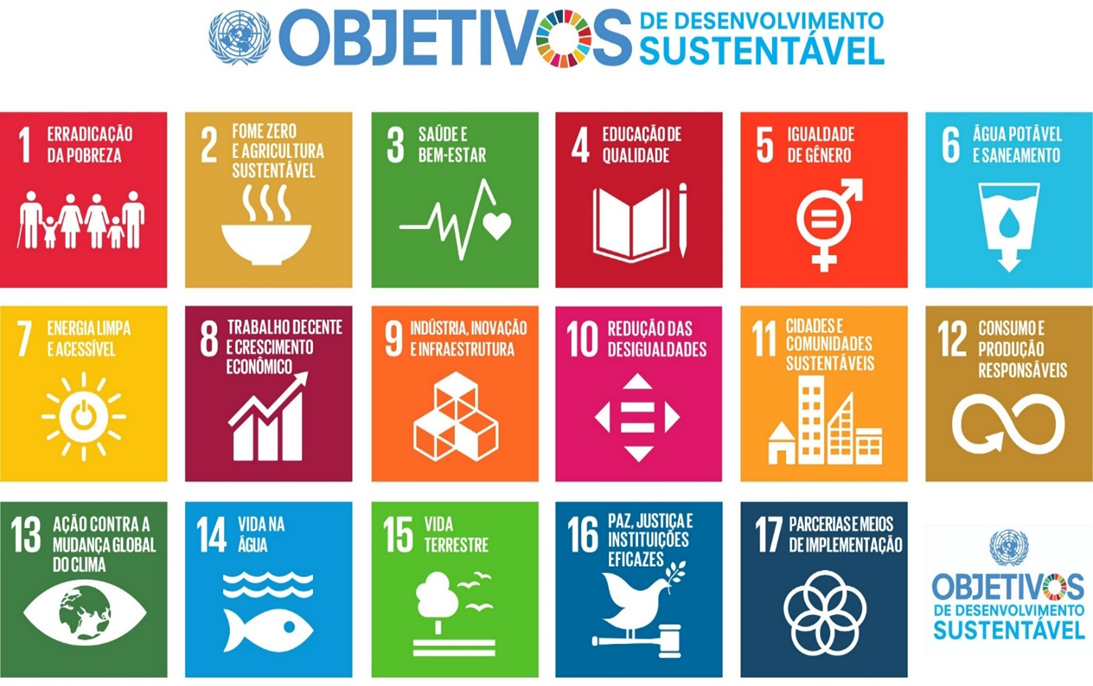 OBJETIVOS
DE DESENVOLVIMENTO
SUSTENTÁVEL
1
ERRADICAÇÃO
DA POBREZA
2
FOME ZERO
E AGRICULTURA
SUSTENTÁVEL
3
SAÚDE E
BEM-ESTAR
4
EDUCAÇÃO DE
QUALIDADE
5
IGUALDADE
DE GÊNERO
6
ÁGUA POTÁVEL
E SANEAMENTO
7
ENERGIA LIMPA
E ACESSÍVEL
8
TRABALHO DECENTE
E CRESCIMENTO
ECONÔMICO
9
INDÚSTRIA, INOVAÇÃO
E INFRAESTRUTURA
10
REDUÇÃO DAS
DESIGUALDADES
11
CIDADES E
COMUNIDADES
SUSTENTÁVEIS
12
CONSUMO E
PRODUÇÃO
RESPONSÁVEIS
13
AÇÃO CONTRA A
MUDANÇA GLOBAL
DO CLIMA
14
VIDA NA
ÁGUA
15
VIDA
TERRESTRE
16
PAZ, JUSTIÇA E
INSTITUIÇÕES
EFICAZES
17
PARCERIAS E MEIOS
DE IMPLEMENTAÇÃO
OBJETIVOS
DE DESENVOLVIMENTO
SUSTENTÁVEL